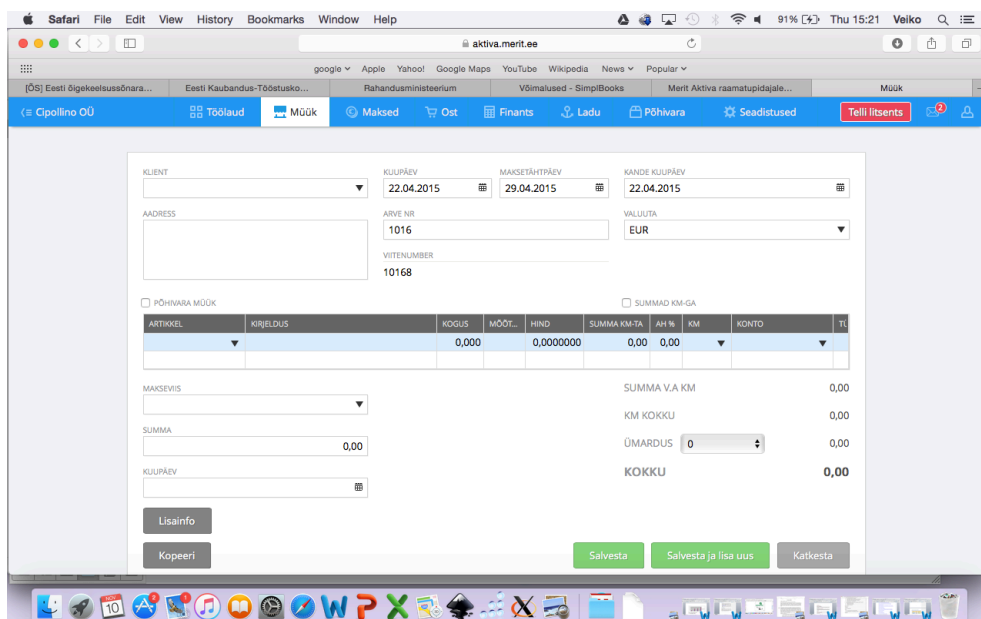 Safari File Edit View History Bookmarks Window Help 91% Thu 15:21 Veiko
aktiva.merit.ee
google Apple Yahoo! Google Maps YouTube Wikipedia News Popular
[ÕS] Eesti õigekeelsussõnara... Eesti Kaubandus-Tööstusko... Rahandusministeerium Võimalused - SimplBooks Merit Aktiva raamatupidajale... Müük
Cipollino OÜ Töölaud Müük Maksed Ost Finants Ladu Põhivara Seadistused Telli litsents 2
KLIENT KUUPÄEV MAKSETÄHTPÄEV KANDE KUUPÄEV
22.04.2015 29.04.2015 22.04.2015
AADRESS ARVE NR VALUUTA
1016 EUR
VIITENUMBER
10168
PÕHIVARA MÜÜK SUMMAD KM-GA
ARTIKKEL KIRJELDUS KOGUS MÕÕT... HIND SUMMA KM-TA AH % KM KONTO TÜ
0,000 0,0000000 0,00 0,00
MAKSEVIIS SUMMA V.A KM 0,00
KM KOKKU 0,00
SUMMA
0,00 ÜMARDUS 0 0,00
KUUPÄEV KOKKU 0,00
Lisainfo
Kopeeri Salvesta Salvesta ja lisa uus Katkesta
NOV
10 2 1